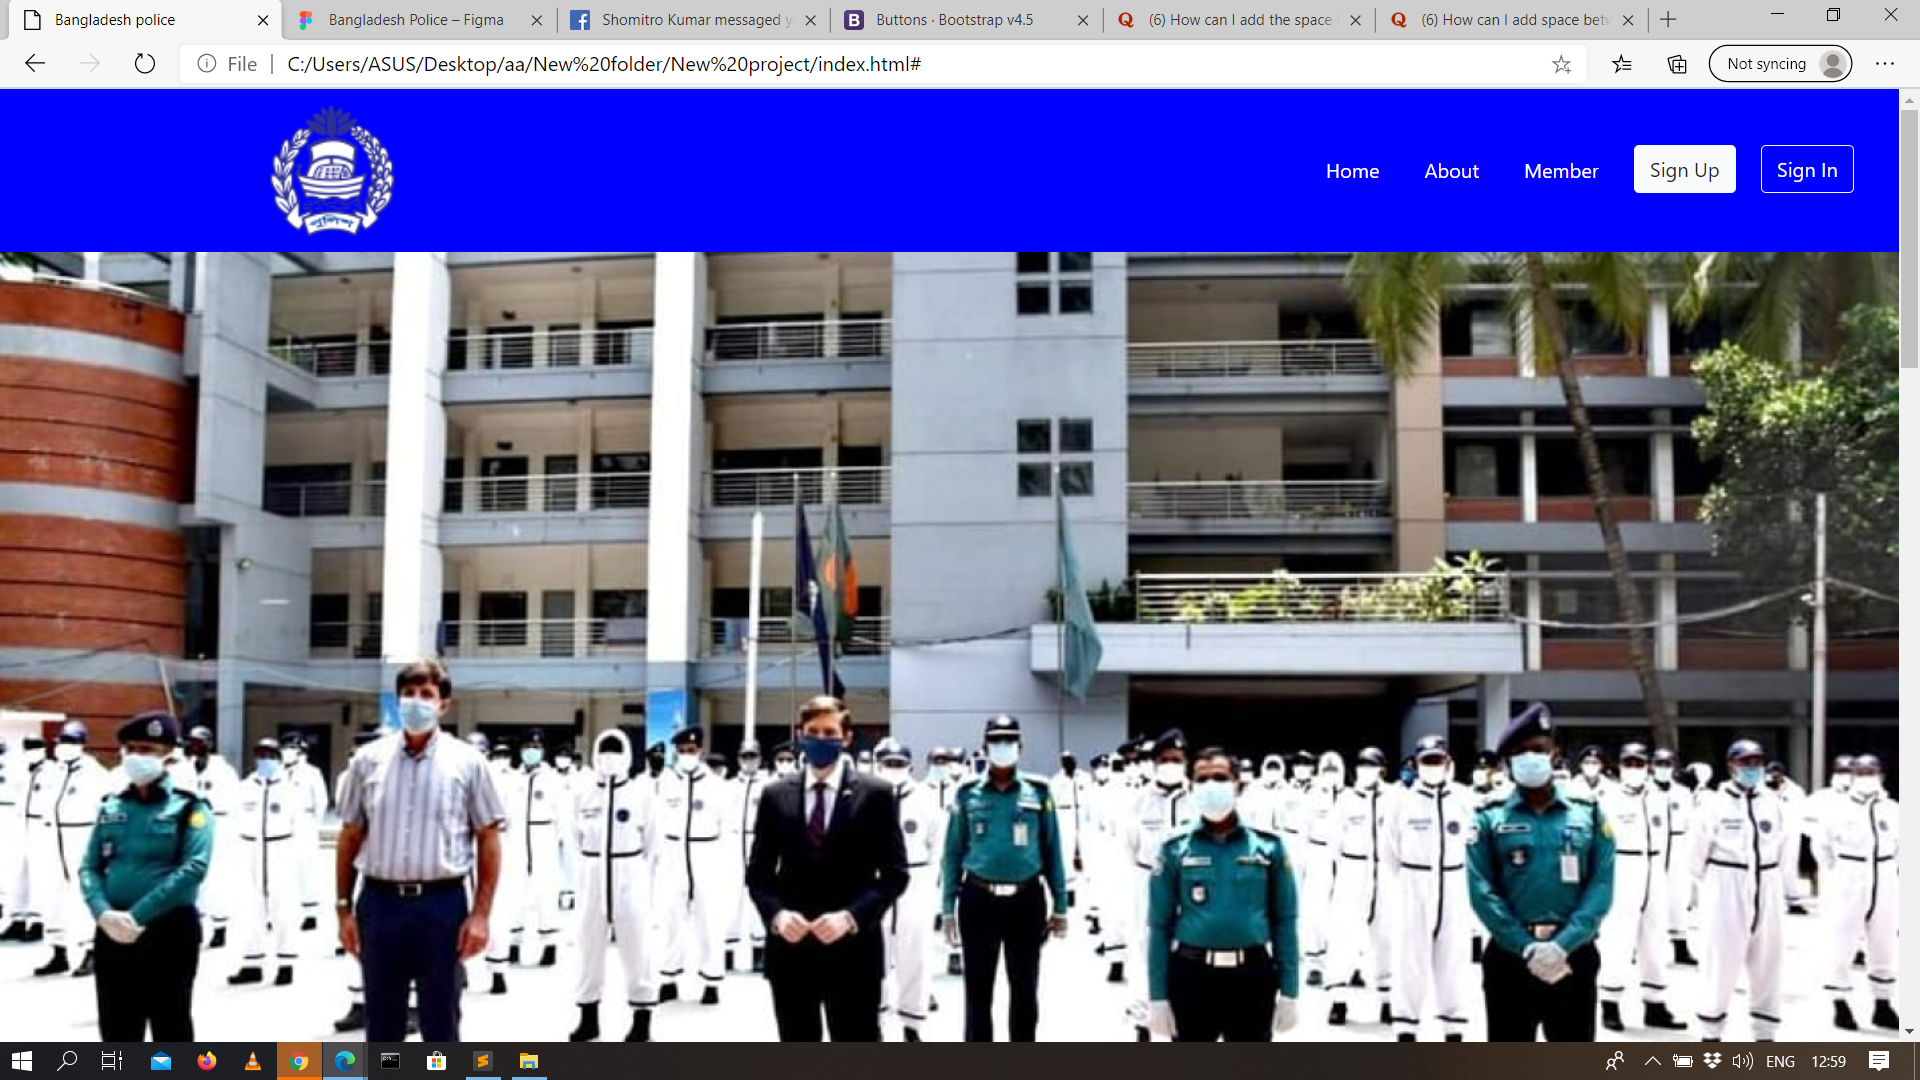 Bangladesh police
Bangladesh Police – Figma
Shomitro Kumar messaged y
Buttons · Bootstrap v4.5
(6) How can I add the space
(6) How can I add space betw
File
C:/Users/ASUS/Desktop/aa/New%20folder/New%20project/index.html#
Not syncing
পুলিশ
Home
About
Member
Sign Up
Sign In
ENG
12:59